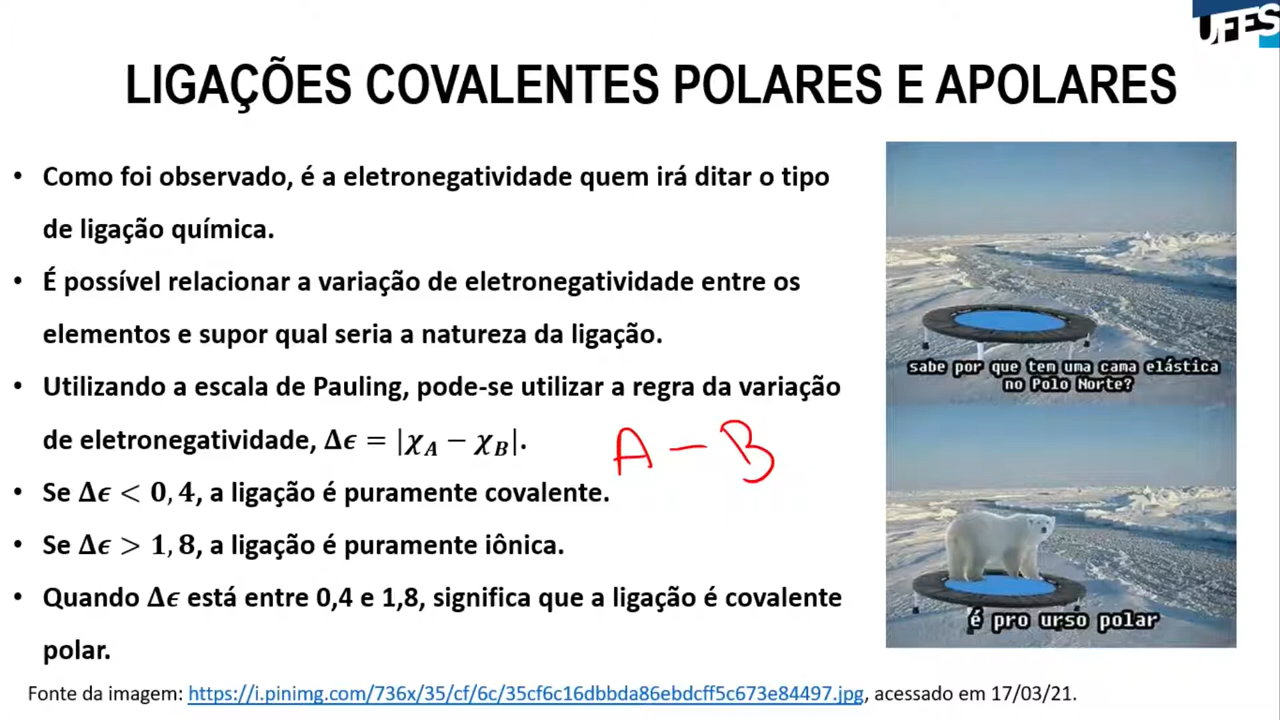 UFES
LIGAÇÕES COVALENTES POLARES E APOLARES
• Como foi observado, é a eletronegatividade quem irá ditar o tipo
de ligação química.
• É possível relacionar a variação de eletronegatividade entre os
elementos e supor qual seria a natureza da ligação.
• Utilizando a escala de Pauling, pode-se utilizar a regra da variação
de eletronegatividade, Δϵ = |χA − χB|.
A - B
• Se Δϵ < 0,4, a ligação é puramente covalente.
• Se Δϵ > 1,8, a ligação é puramente iônica.
• Quando Δϵ está entre 0,4 e 1,8, significa que a ligação é covalente
polar.
sabe por que tem uma cama elástica
no Polo Norte?
é pro urso polar
Fonte da imagem: https://i.pinimg.com/736x/35/cf/6c/35cf6c16dbbda86ebdcff5c673e84497.jpg, acessado em 17/03/21.